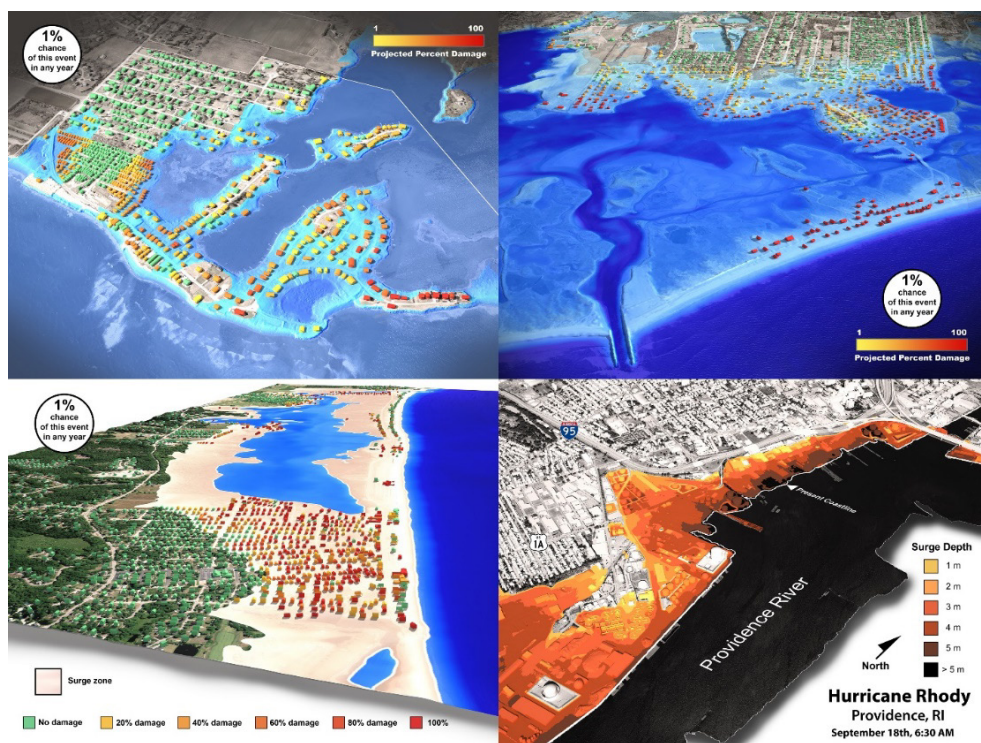 1%
chance
of this event
in any year
1
100
Projected Percent Damage
1%
chance
of this event
in any year
1
100
Projected Percent Damage
1%
chance
of this event
in any year
Surge zone
No damage
20% damage
40% damage
60% damage
80% damage
100%
95
1A
Present Coastline
Providence River
Surge Depth
1 m
2 m
3 m
4 m
5 m
> 5 m
North
Hurricane Rhody
Providence, RI
September 18th, 6:30 AM